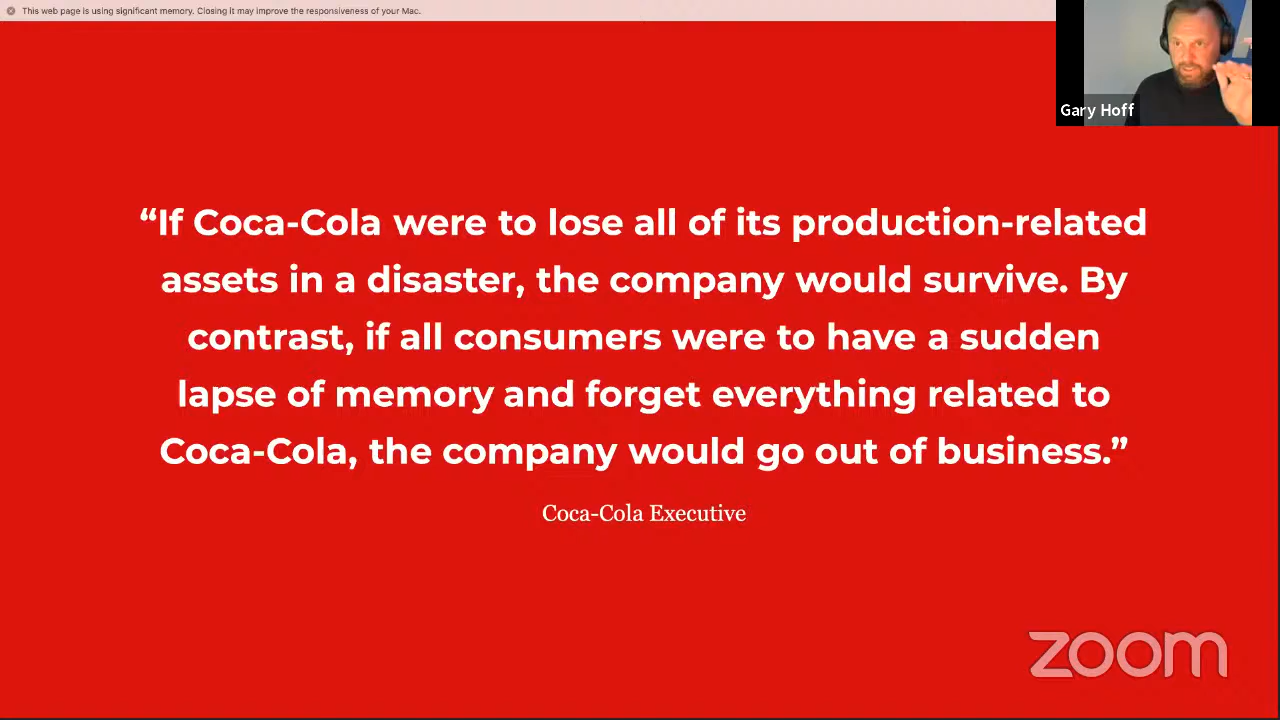 This web page is using significant memory. Closing it may improve the responsiveness of your Mac.
Gary Hoff
“If Coca-Cola were to lose all of its production-related
assets in a disaster, the company would survive. By
contrast, if all consumers were to have a sudden
lapse of memory and forget everything related to
Coca-Cola, the company would go out of business.”
Coca-Cola Executive
zoom